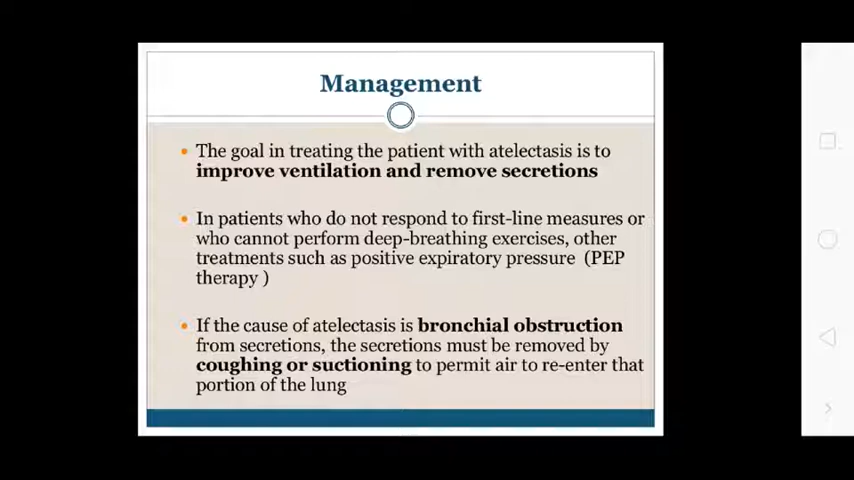 Management
The goal in treating the patient with atelectasis is to
improve ventilation and remove secretions
In patients who do not respond to first-line measures or
who cannot perform deep-breathing exercises, other
treatments such as positive expiratory pressure (PEP
therapy )
If the cause of atelectasis is bronchial obstruction
from secretions, the secretions must be removed by
coughing or suctioning to permit air to re-enter that
portion of the lung